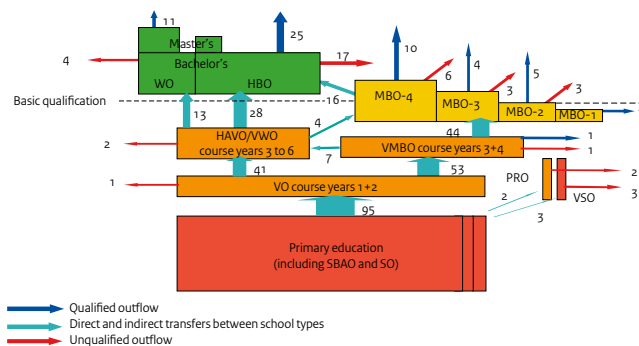 11
25
Master's
10
4
17
4
Bachelor's
5
6
3
WO
HBO
3
MBO-4
MBO-3
MBO-2
MBO-1
16
Basic qualification
13
28
4
44
1
HAVO/VWO
course years 3 to 6
2
7
VMBO course years 3+4
1
41
53
PRO
2
1
VO course years 1+2
2
VSO
3
95
3
Primary education
(including SBAO and SO)
Qualified outflow
Direct and indirect transfers between school types
Unqualified outflow